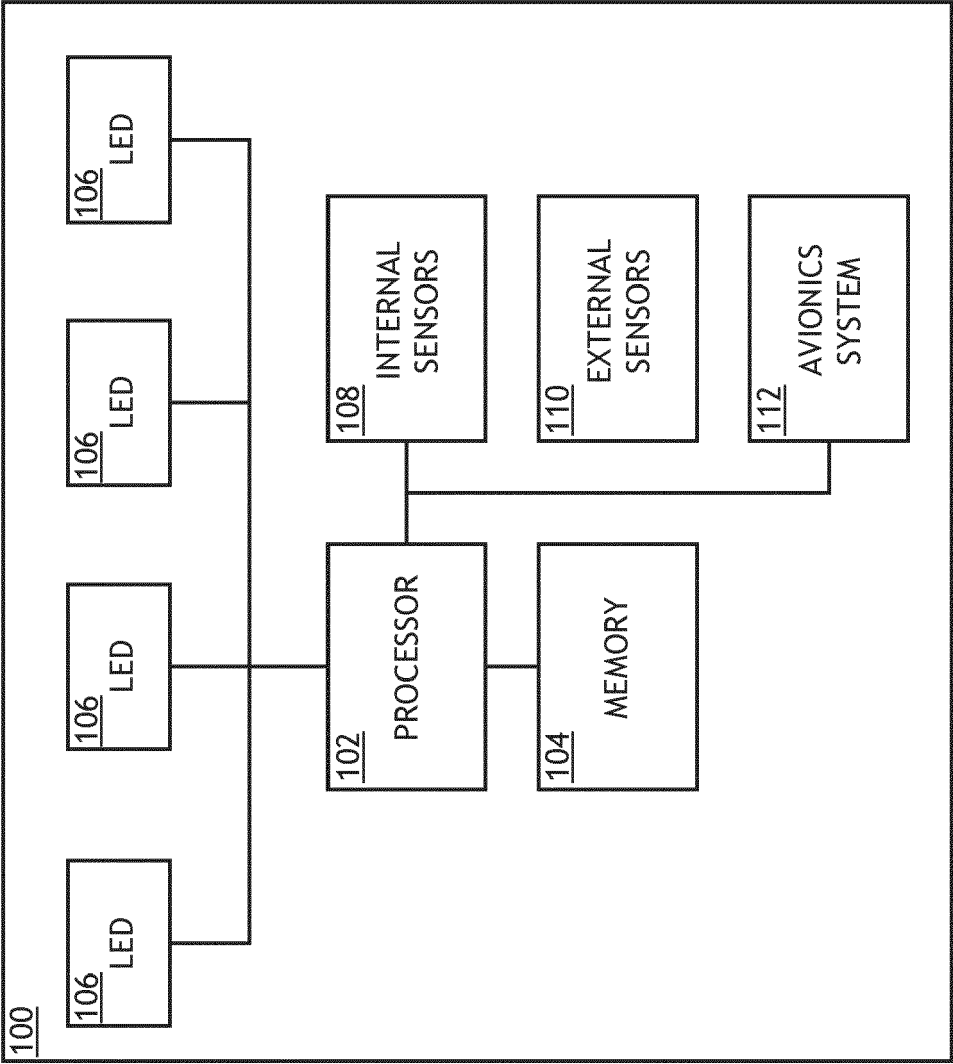 100
106
LED
106
LED
106
LED
106
LED
102
PROCESSOR
108
INTERNAL
SENSORS
104
MEMORY
110
EXTERNAL
SENSORS
112
AVIONICS
SYSTEM